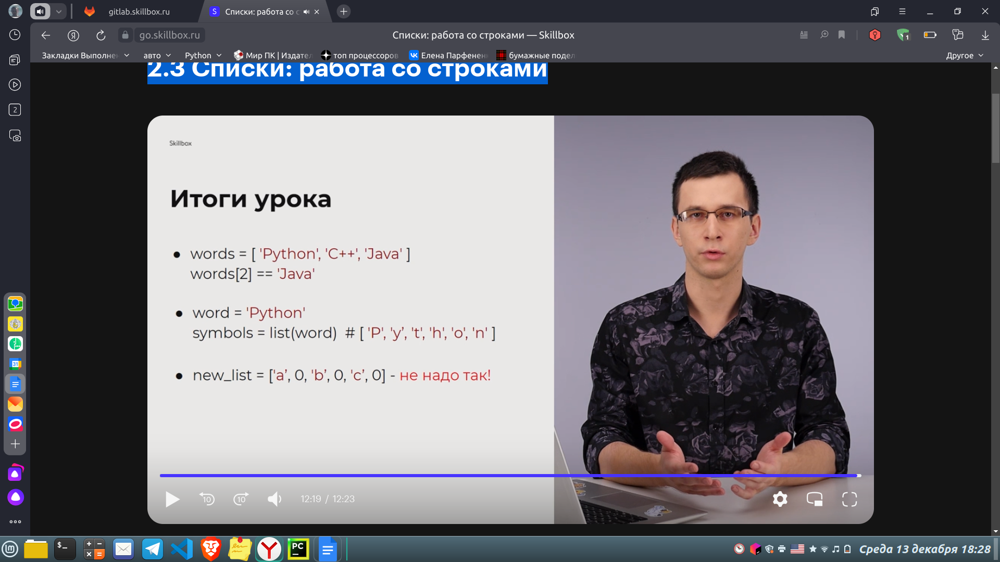 gitlab.skillbox.ru
S
Списки: работа со с
Я
go.skillbox.ru
Списки: работа со строками — Skillbox
1
Закладки Выполнен
авто
Python
Мир ПК | Издател
топ процессоров
Елена Парфенен
бумажные подел
Другое
2
2.3 Списки: работа со строками
Skillbox
Итоги урока
words = [ 'Python', 'C++', 'Java' ]
words[2] == 'Java'
word = 'Python'
symbols = list(word) # [ 'P', 'y’, 't', 'h', 'o', 'n' ]
new_list = ['a’, 0, 'b’, 0, 'c’, 0] - не надо так!
31
10
10
12:19 / 12:23
$_
PC
Среда 13 декабря 18:28